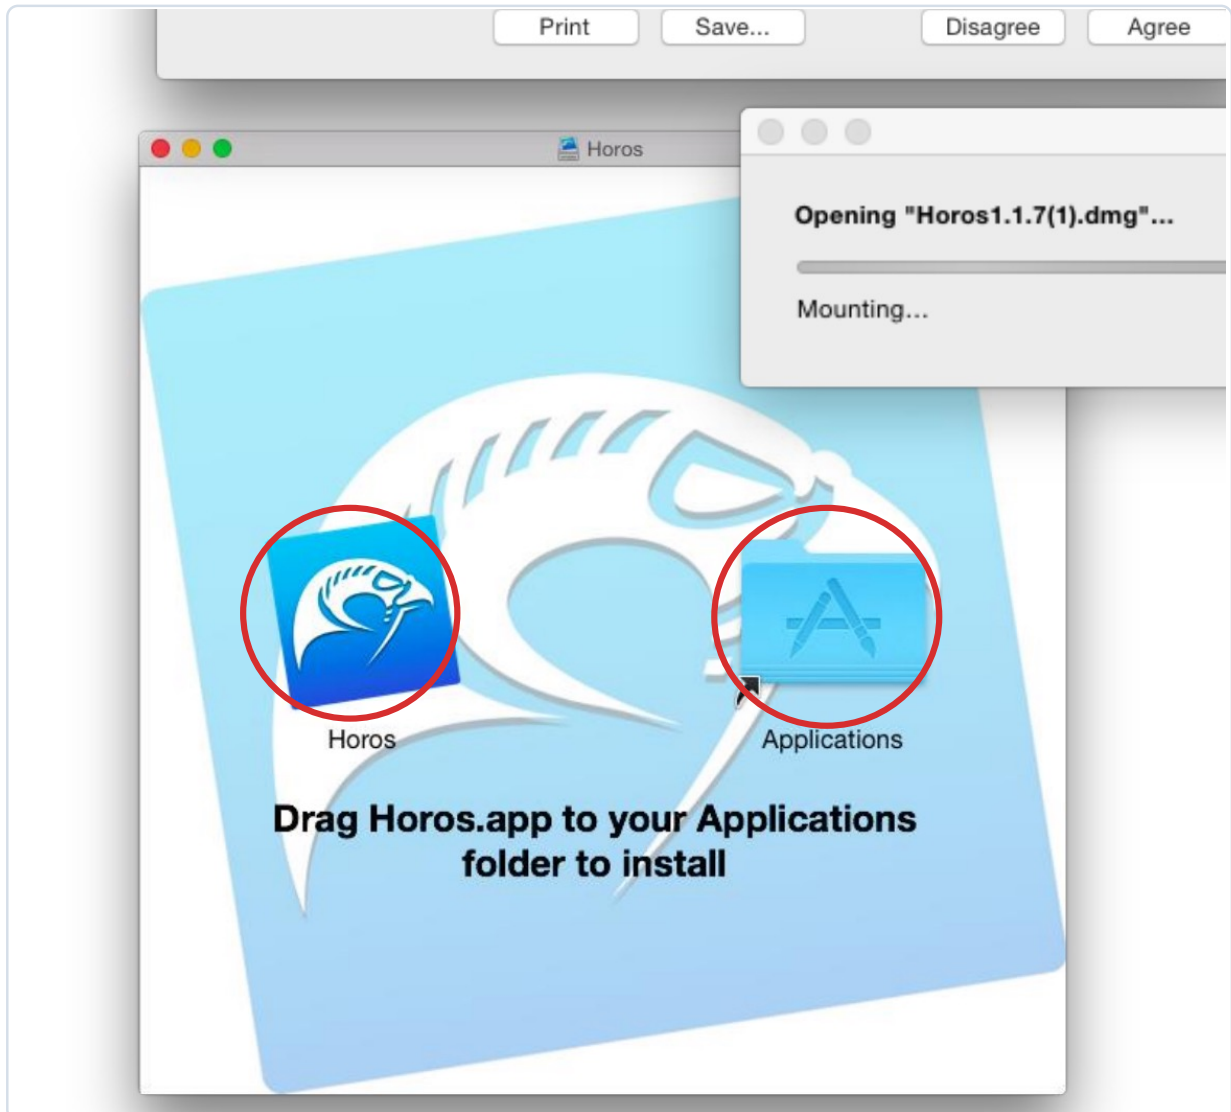 Print Save... Disagree Agree
Horos
Opening "Horos1.1.7(1).dmg"...
Mounting...
Horos Applications
Drag Horos.app to your Applications
folder to install